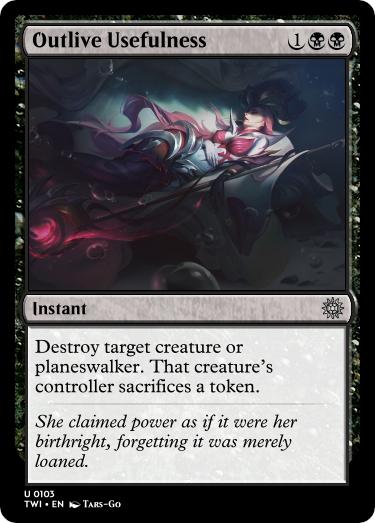 Outlive Usefulness 1
Instant
Destroy target creature or
planeswalker. That creature's
controller sacrifices a token.
She claimed power as if it were her
birthright, forgetting it was merely
loaned.
U 0103
TWI • EN Tars-Go